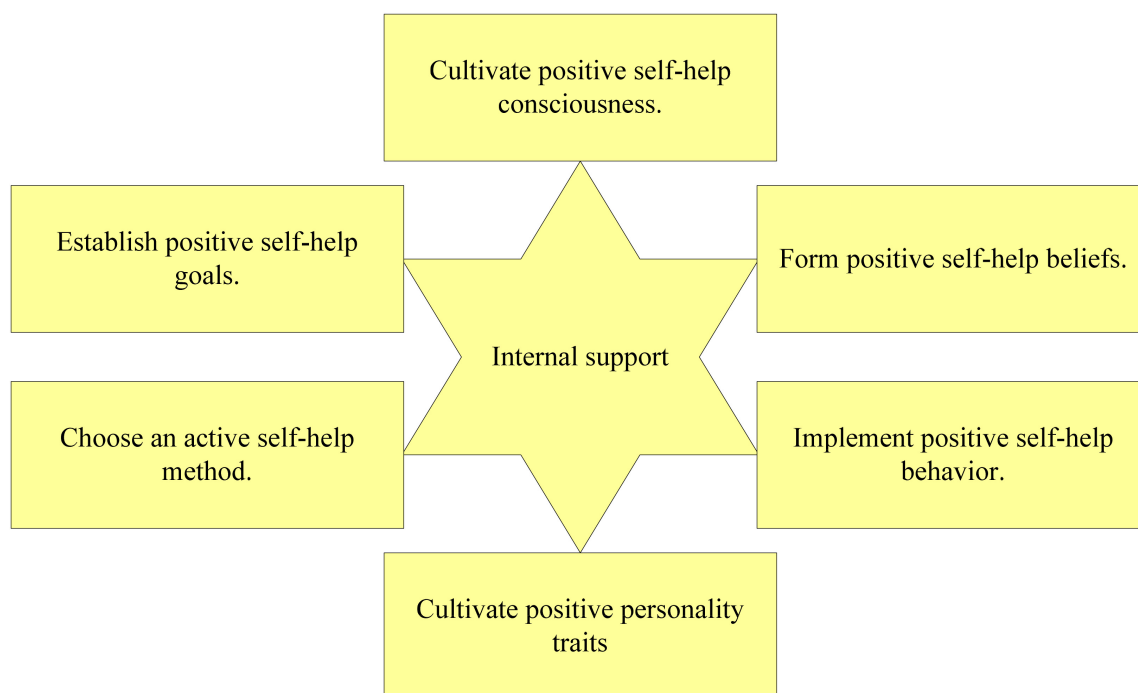 Cultivate positive self-help
consciousness.
Establish positive self-help
goals.
Form positive self-help beliefs.
Internal support
Choose an active self-help
method.
Implement positive self-help
behavior.
Cultivate positive personality
traits